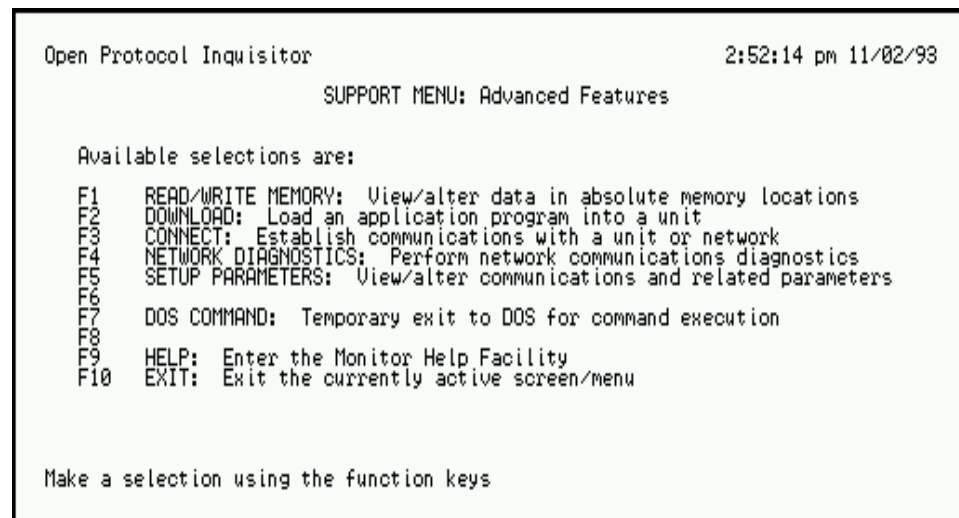 Open Protocol Inquisitor 2:52:14 pm 11/02/93
SUPPORT MENU: Advanced Features
Available selections are:
F1 READ/WRITE MEMORY: View/alter data in absolute memory locations
F2 DOWNLOAD: Load an application program into a unit
F3 CONNECT: Establish communications with a unit or network
F4 NETWORK DIAGNOSTICS: Perform network communications diagnostics
F5 SETUP PARAMETERS: View/alter communications and related parameters
F6
F7 DOS COMMAND: Temporary exit to DOS for command execution
F8
F9 HELP: Enter the Monitor Help Facility
F10 EXIT: Exit the currently active screen/menu
Make a selection using the function keys